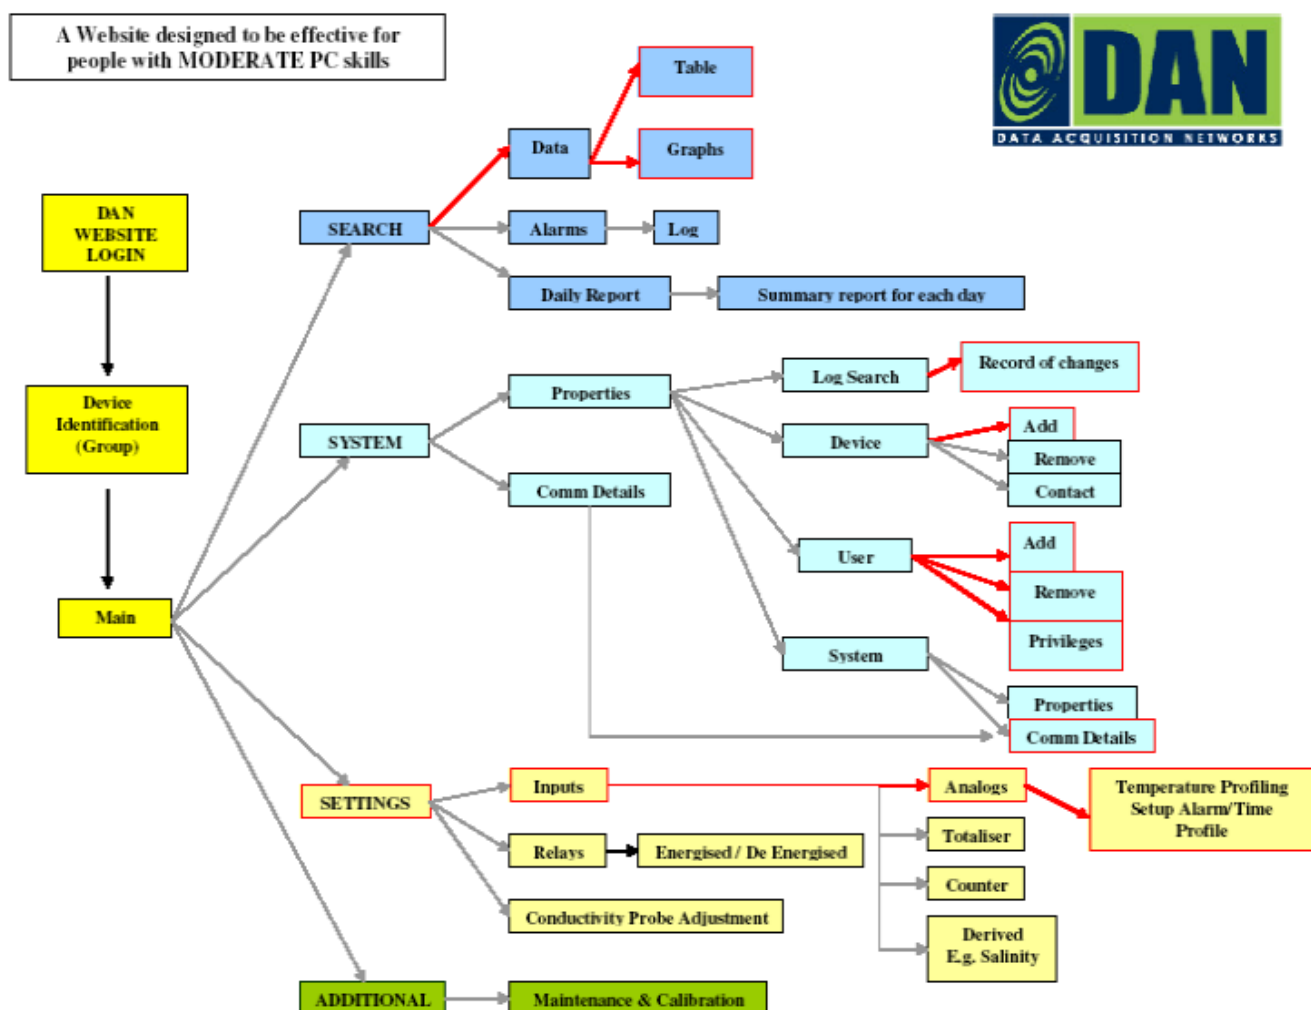 A Website designed to be effective for
people with MODERATE PC skills
DAN
DATA ACQUISITION NETWORKS
DAN
WEBSITE
LOGIN
Device
Identification
(Group)
Main
SEARCH
Data
Table
Graphs
Alarms
Log
Daily Report
Summary report for each day
SYSTEM
Properties
Log Search
Record of changes
Device
Add
Remove
Contact
User
Add
Remove
Privileges
System
Properties
Comm Details
Comm Details
SETTINGS
Inputs
Analogs
Temperature Profiling
Setup Alarm/Time
Profile
Totaliser
Counter
Derived
E.g. Salinity
Relays
Energised / De Energised
Conductivity Probe Adjustment
ADDITIONAL
Maintenance & Calibration